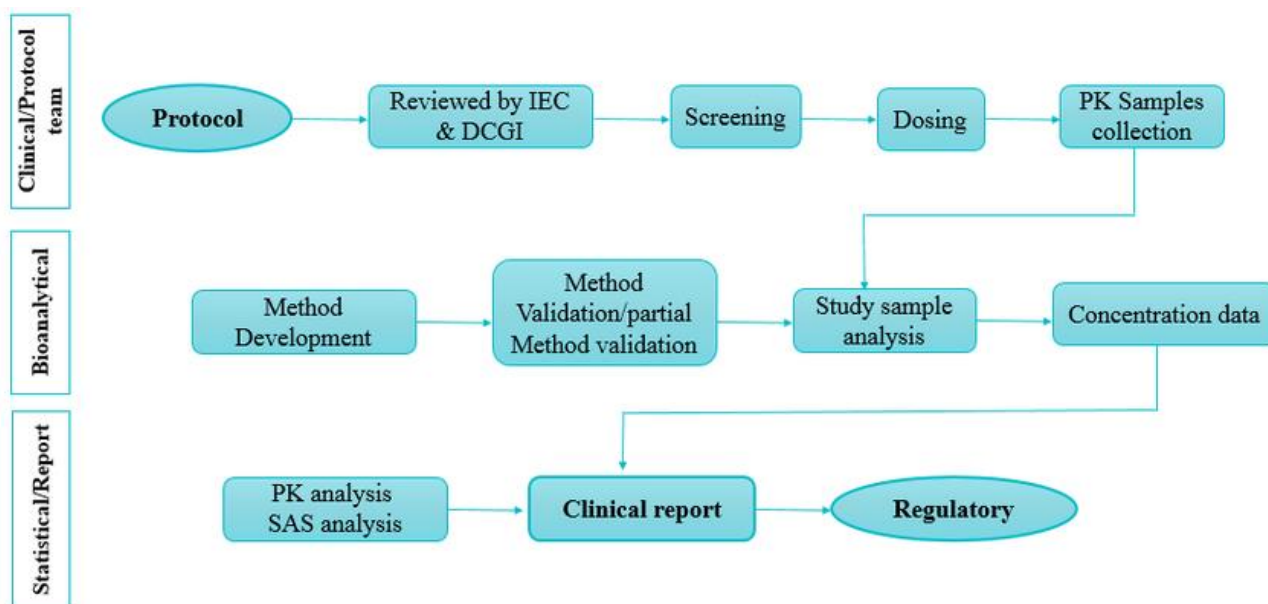 Clinical/Protocol
team
Protocol
Reviewed by IEC
& DCGI
Screening
Dosing
PK Samples
collection
Bioanalytical
Method
Development
Method
Validation/partial
Method validation
Study sample
analysis
Concentration data
Statistical/Report
PK analysis
SAS analysis
Clinical report
Regulatory